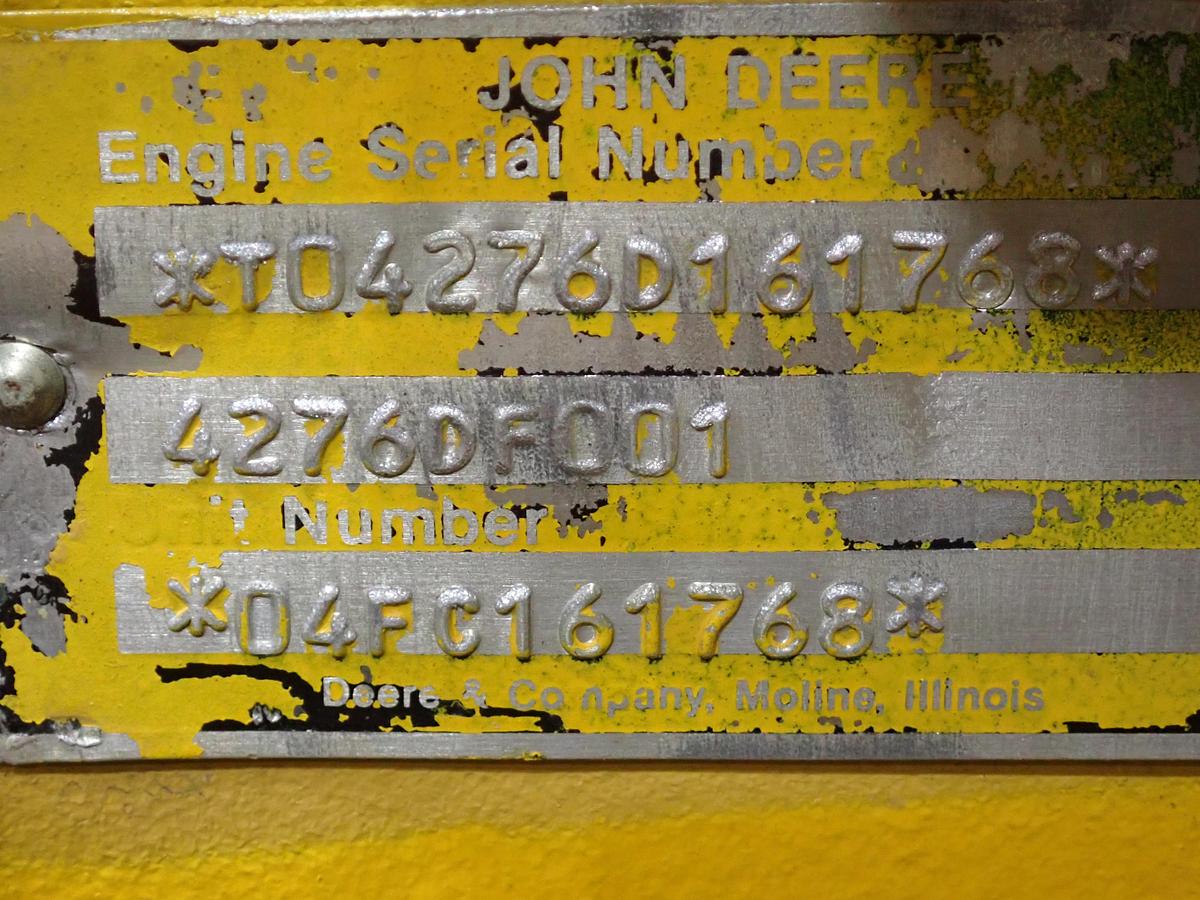 JOHN DEERE
Engine Serial Number
*T04276D161768*
4276DF001
Number
*04FC161768*
Deere & Company, Moline, Illinois